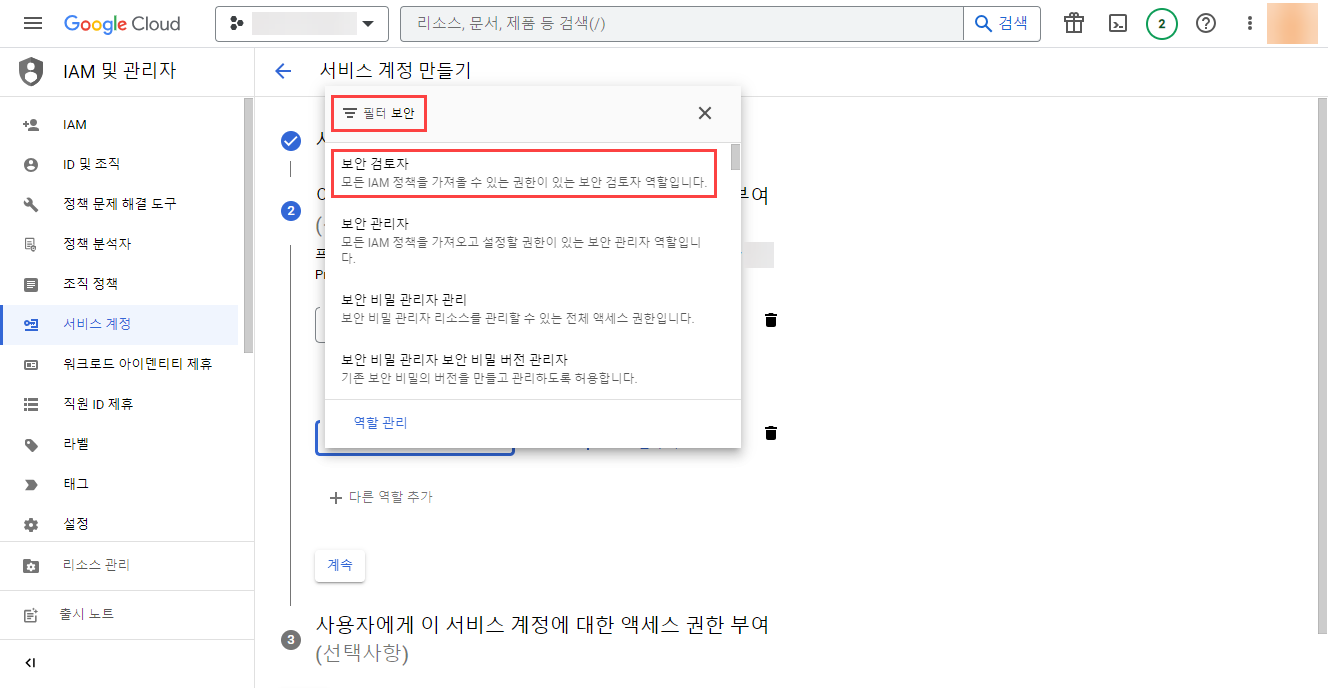 Google Cloud
리소스, 문서, 제품 등 검색(/)
검색
2
IAM 및 관리자
서비스 계정 만들기
IAM
ID 및 조직
정책 문제 해결 도구
정책 분석자
조직 정책
서비스 계정
워크로드 아이덴티티 제휴
직원 ID 제휴
라벨
태그
설정
리소스 관리
출시 노트
필터 보안
보안 검토자
모든 IAM 정책을 가져올 수 있는 권한이 있는 보안 검토자 역할입니다.
2
부여
보안 관리자
모든 IAM 정책을 가져오고 설정할 권한이 있는 보안 관리자 역할입니
다.
Pr
보안 비밀 관리자 관리
보안 비밀 관리자 리소스를 관리할 수 있는 전체 액세스 권한입니다.
보안 비밀 관리자 보안 비밀 버전 관리자
기존 보안 비밀의 버전을 만들고 관리하도록 허용합니다.
역할 관리
다른 역할 추가
계속
3
사용자에게 이 서비스 계정에 대한 액세스 권한 부여
(선택사항)